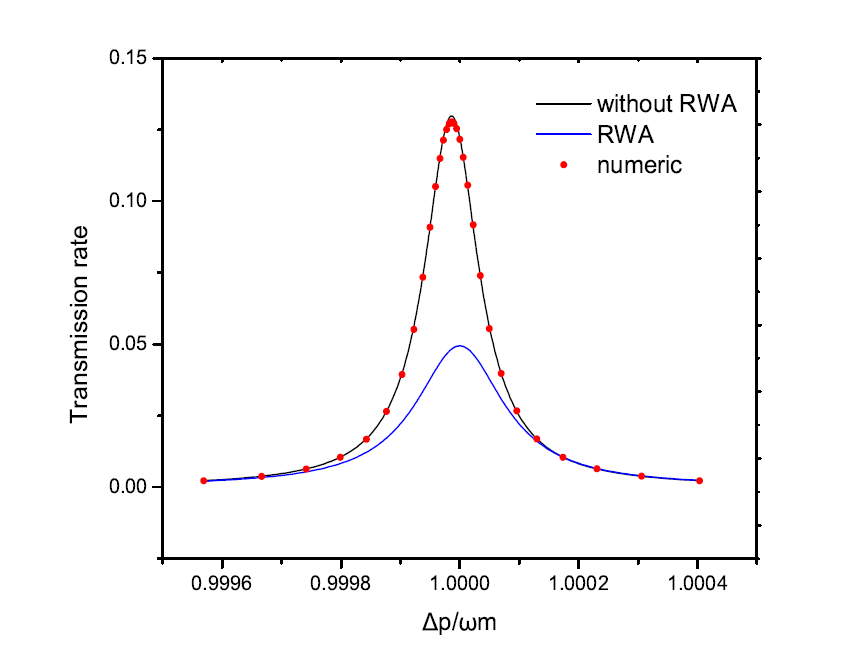 0.15
0.10
0.05
0.00
Transmission rate
without RWA
RWA
numeric
0.9996 0.9998 1.0000 1.0002 1.0004
Δp/ωm